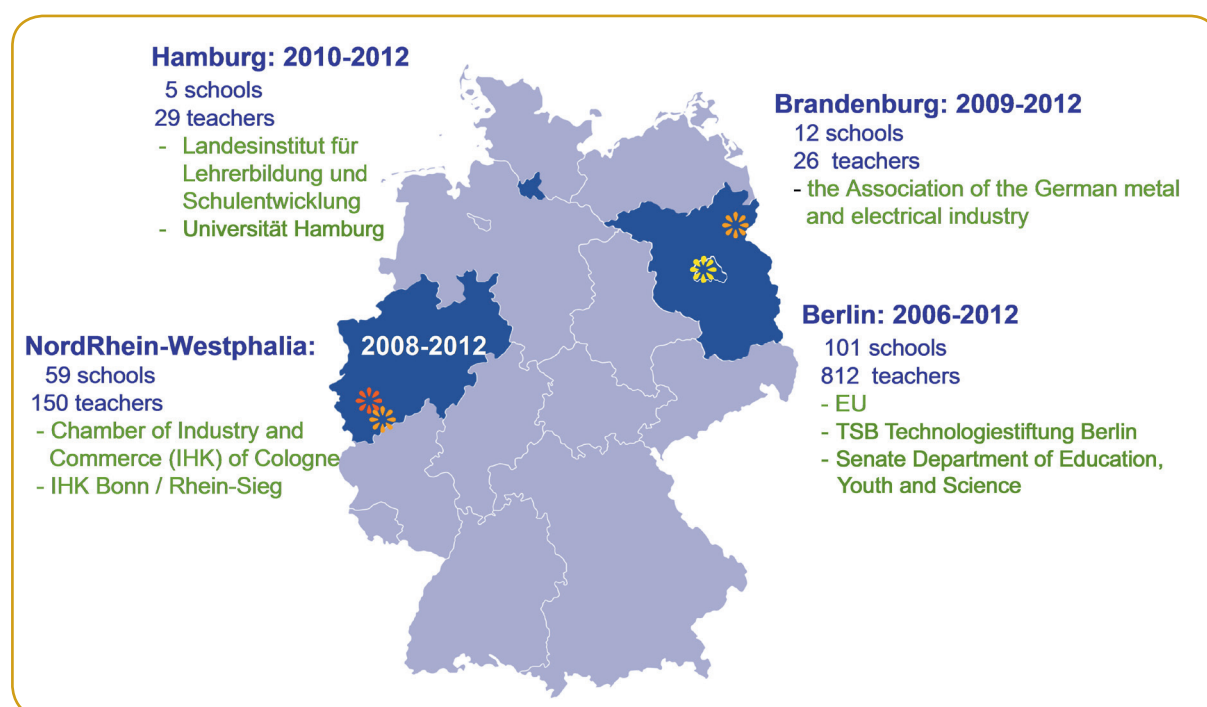 Hamburg: 2010-2012
5 schools
29 teachers
- Landesinstitut für
Lehrerbildung und
Schulentwicklung
- Universität Hamburg
Brandenburg: 2009-2012
12 schools
26 teachers
- the Association of the German metal
and electrical industry
NordRhein-Westphalia: 2008-2012
59 schools
150 teachers
- Chamber of Industry and
Commerce (IHK) of Cologne
- IHK Bonn / Rhein-Sieg
Berlin: 2006-2012
101 schools
812 teachers
- EU
- TSB Technologiestiftung Berlin
- Senate Department of Education,
Youth and Science